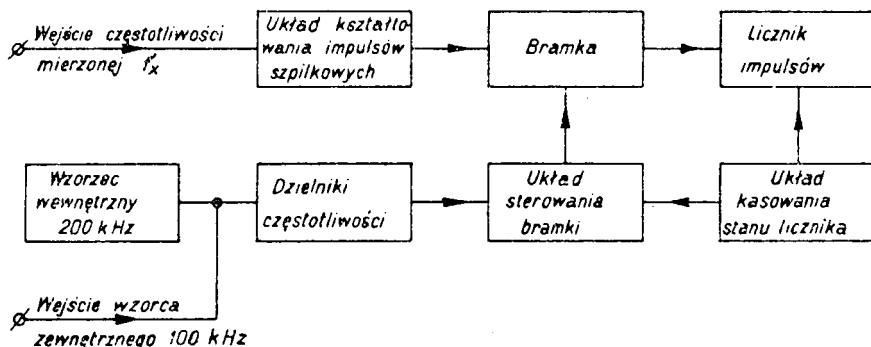 Wejście częstotliwości
mierzonej fx
Układ kształto-
wania impulsów
szpilkowych
Bramka
Licznik
impulsów
Wzorzec
wewnętrzny
200 kHz
Dzielniki
częstotliwości
Układ
sterowania
bramki
Układ
kasowania
stanu licznika
Wejście wzorca
zewnętrznego 100 kHz